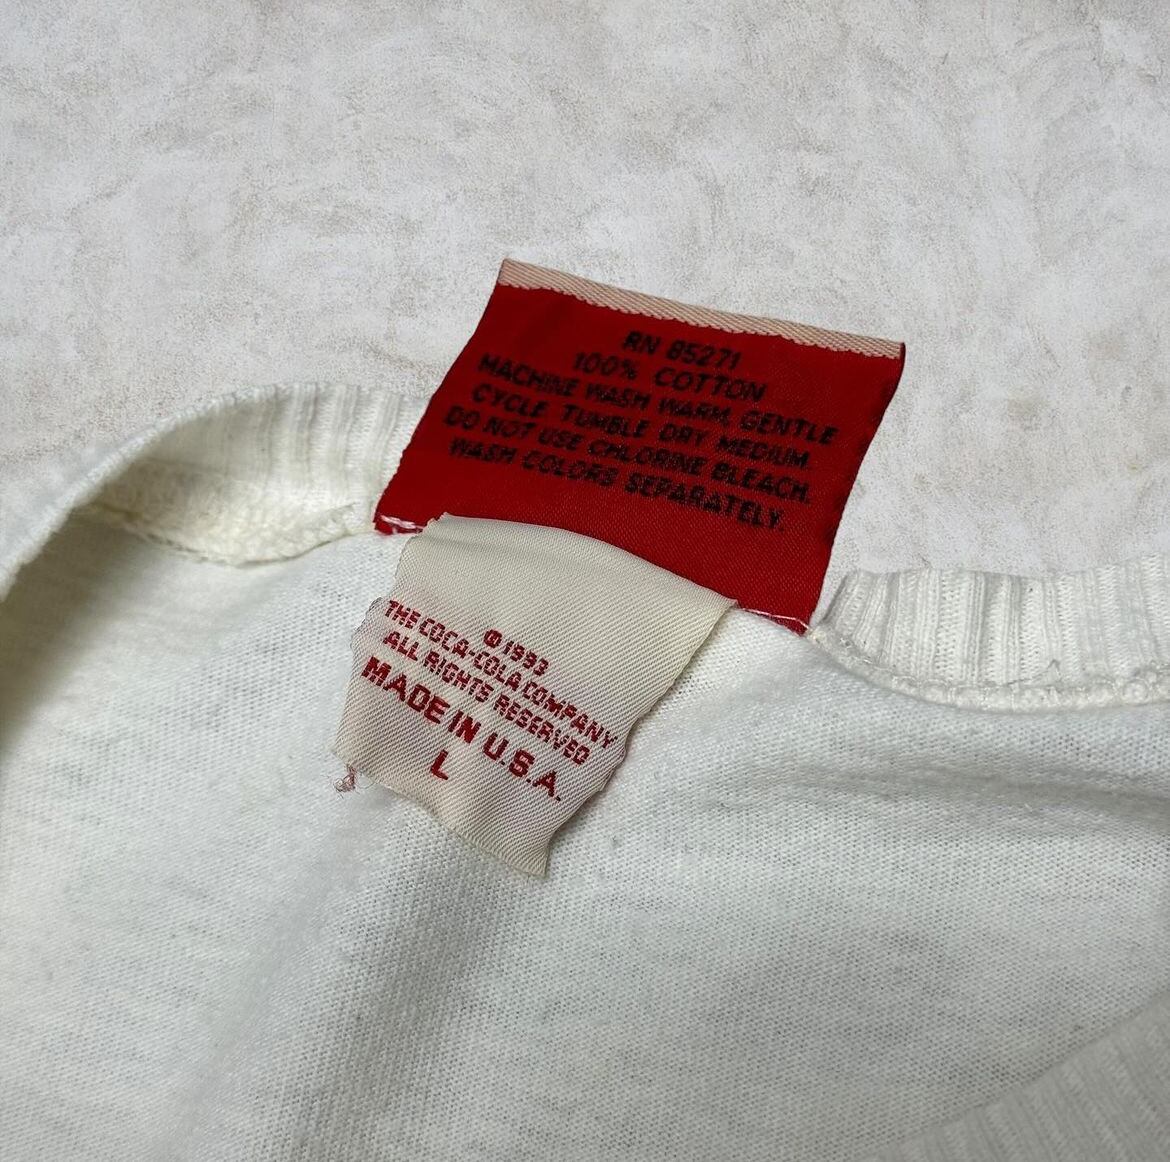 RN 85271
100% COTTON
MACHINE WASH WARM, GENTLE
CYCLE. TUMBLE DRY MEDIUM.
DO NOT USE CHLORINE BLEACH.
WASH COLORS SEPARATELY.
©1993
THE COCA-COLA COMPANY
ALL RIGHTS RESERVED
MADE IN U.S.A.
L